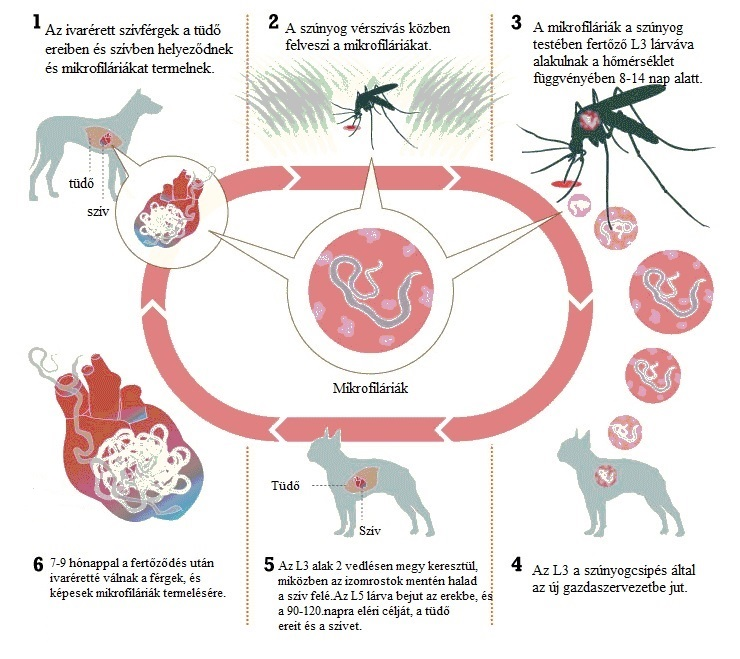 1 Az ivarérett szívférgek a tüdő
ereiben és szívben helyeződnek
és mikrofiláriákat termelnek.
tüdő
szív
2 A szúnyog vérszívás közben
felveszi a mikrofiláriákat.
3 A mikrofiláriák a szúnyog
testében fertőző L3 lárvává
alakulnak a hőmérséklet
függvényében 8-14 nap alatt.
Mikrofiláriák
4 Az L3 a szúnyogcsípés által
az új gazdaszervezetbe jut.
Tüdő
Szív
5 Az L3 alak 2 vedlésen megy keresztül,
miközben az izomrostok mentén halad
a szív felé.Az L5 lárva bejut az erekbe, és
a 90-120.napra eléri célját, a tüdő
ereit és a szívet.
6 7-9 hónappal a fertőződés után
ivaréretté válnak a férgek, és
képesek mikrofiláriák termelésére.